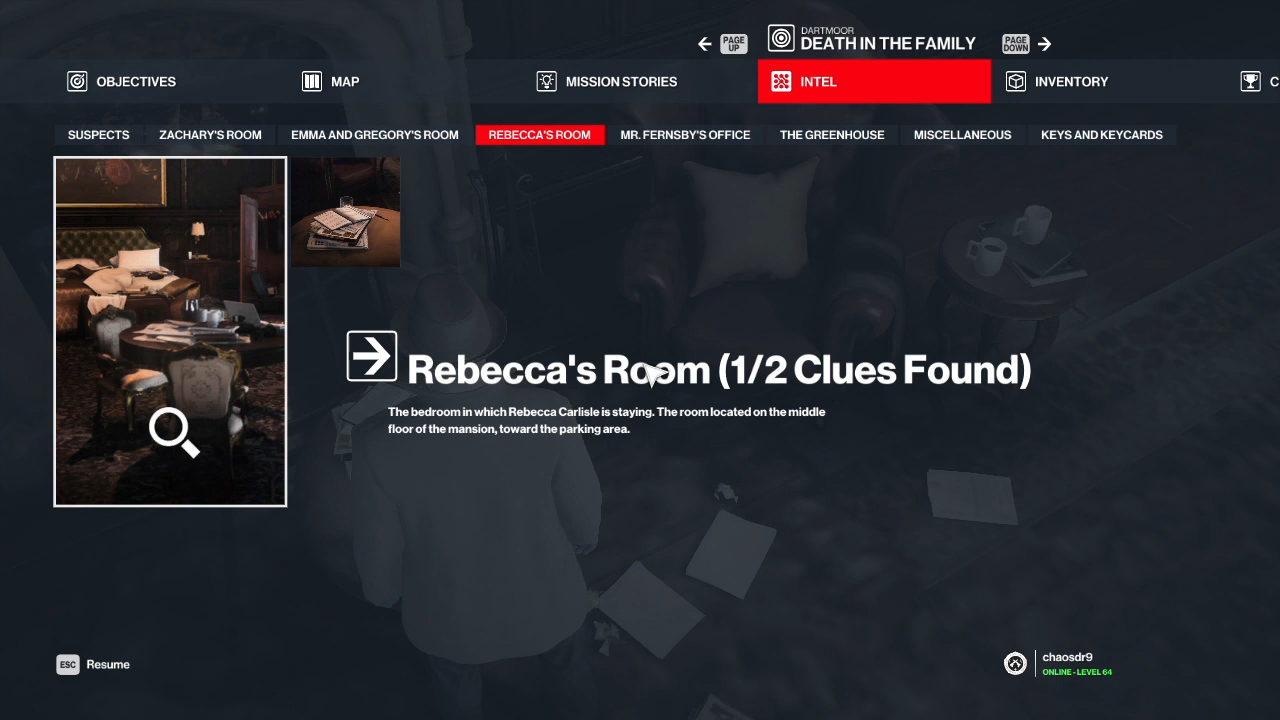 PAGE UP
DARTMOOR
DEATH IN THE FAMILY
PAGE DOWN
OBJECTIVES
MAP
MISSION STORIES
INTEL
INVENTORY
C
SUSPECTS
ZACHARY'S ROOM
EMMA AND GREGORY'S ROOM
REBECCA'S ROOM
MR. FERNSBY'S OFFICE
THE GREENHOUSE
MISCELLANEOUS
KEYS AND KEYCARDS
Rebecca's Room (1/2 Clues Found)
The bedroom in which Rebecca Carlisle is staying. The room located on the middle
floor of the mansion, toward the parking area.
ESC Resume
chaosdr9
ONLINE - LEVEL 64